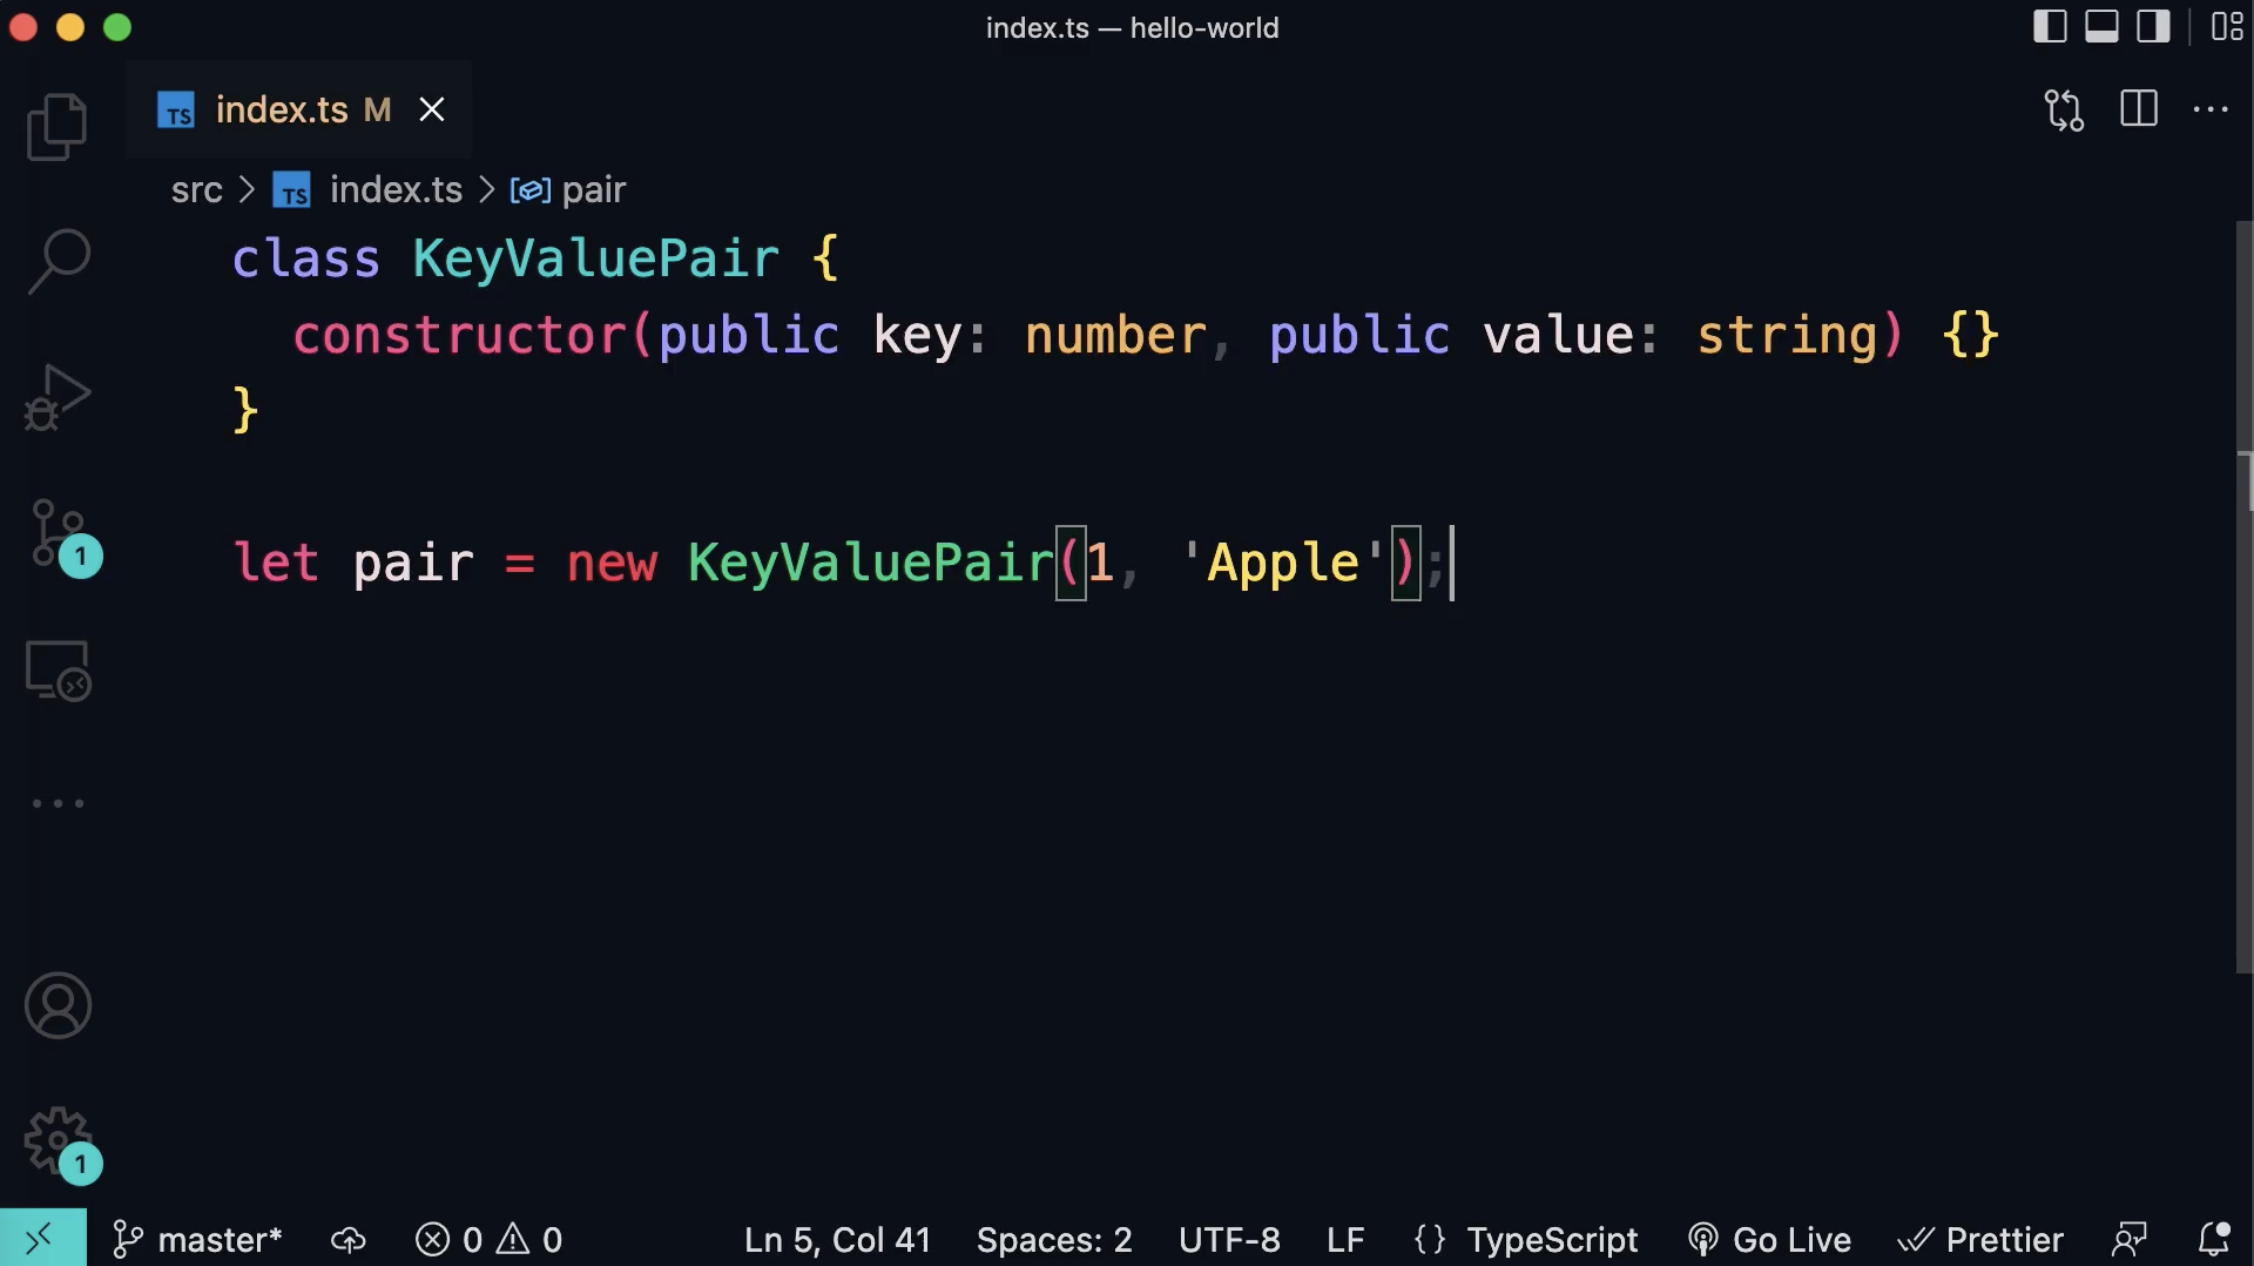 index.ts — hello-world
TS index.ts M
src > TS index.ts > pair
class KeyValuePair {
constructor(public key: number, public value: string) {}
}
let pair = new KeyValuePair(1, 'Apple');
1
1
master* 0 0 Ln 5, Col 41 Spaces: 2 UTF-8 LF {} TypeScript Go Live Prettier